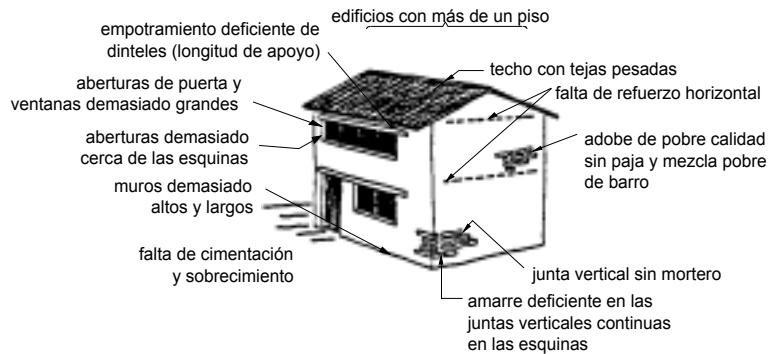 edificios con más de un piso
empotramiento deficiente de
dinteles (longitud de apoyo)
aberturas de puerta y
ventanas demasiado grandes
aberturas demasiado
cerca de las esquinas
muros demasiado
altos y largos
falta de cimentación
y sobrecimiento
techo con tejas pesadas
falta de refuerzo horizontal
adobe de pobre calidad
sin paja y mezcla pobre
de barro
junta vertical sin mortero
amarre deficiente en las
juntas verticales continuas
en las esquinas